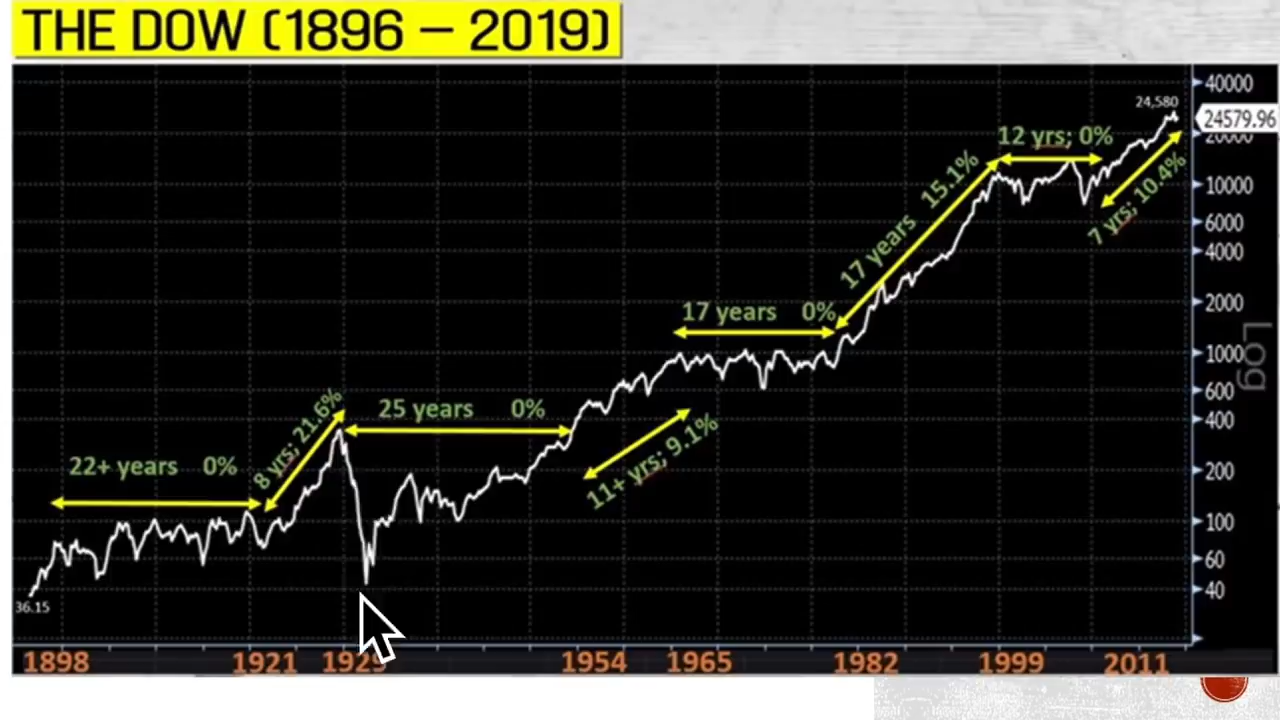 THE DOW (1896 – 2019)
40000
24,580
24579.96
20000
12 yrs; 0%
17 years 15.1%
7 yrs; 10.4%
10000
6000
4000
2000
17 years 0%
1000
Log
600
400
25 years 0%
8 yrs; 21.6%
11+ yrs; 9.1%
22+ years 0%
200
100
60
40
36.15
1898 1921 1929 1954 1965 1982 1999 2011